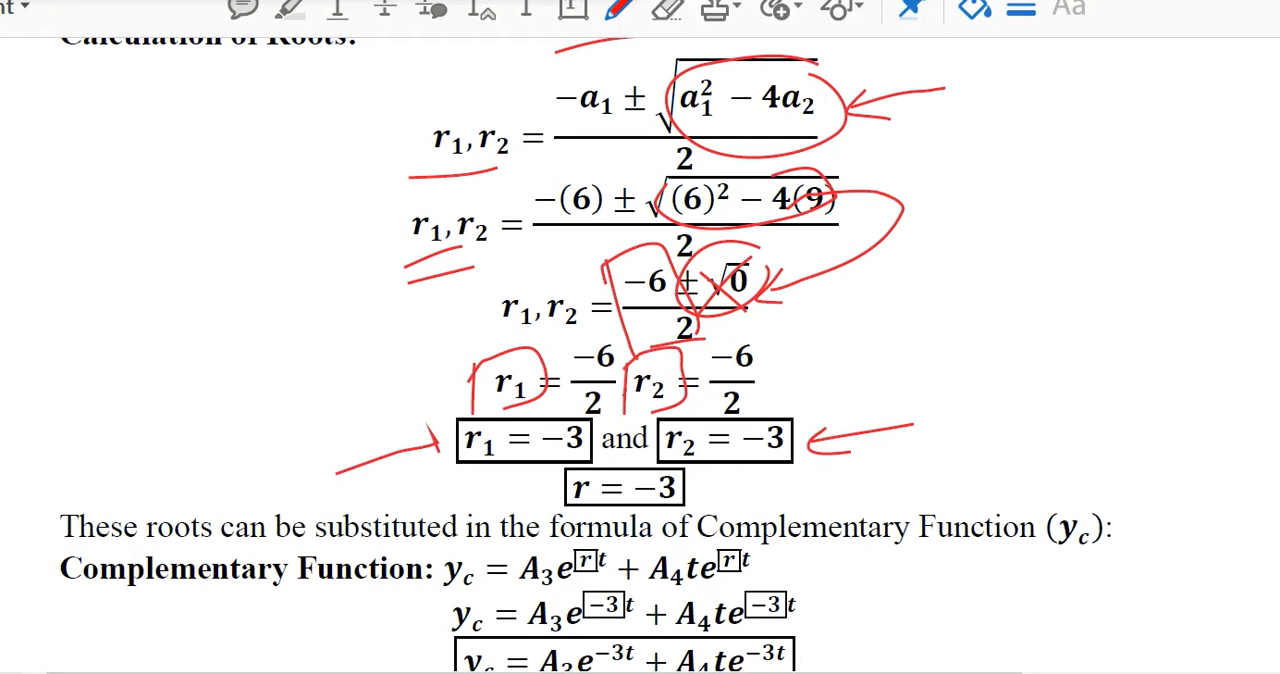 nt
Aa
Calculation of Roots:
r₁, r₂ = (−a₁ ± √(a₁² − 4a₂)) / 2
r₁, r₂ = (−(6) ± √((6)² − 4(9))) / 2
r₁, r₂ = (−6 ± √0) / 2
r₁ = −6/2 r₂ = −6/2
r₁ = −3 and r₂ = −3
r = −3
These roots can be substituted in the formula of Complementary Function (y_c):
Complementary Function: y_c = A₃e^{rt} + A₄te^{rt}
y_c = A₃e^{−3t} + A₄te^{−3t}
y_c = A₃e^{−3t} + A₄te^{−3t}